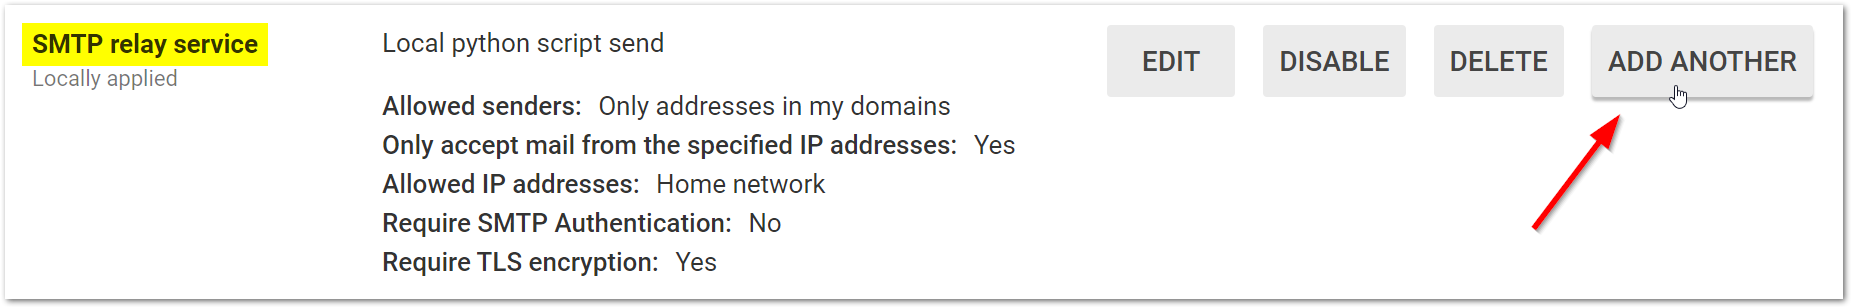 SMTP relay service
Locally applied
Local python script send
Allowed senders: Only addresses in my domains
Only accept mail from the specified IP addresses: Yes
Allowed IP addresses: Home network
Require SMTP Authentication: No
Require TLS encryption: Yes
EDIT
DISABLE
DELETE
ADD ANOTHER